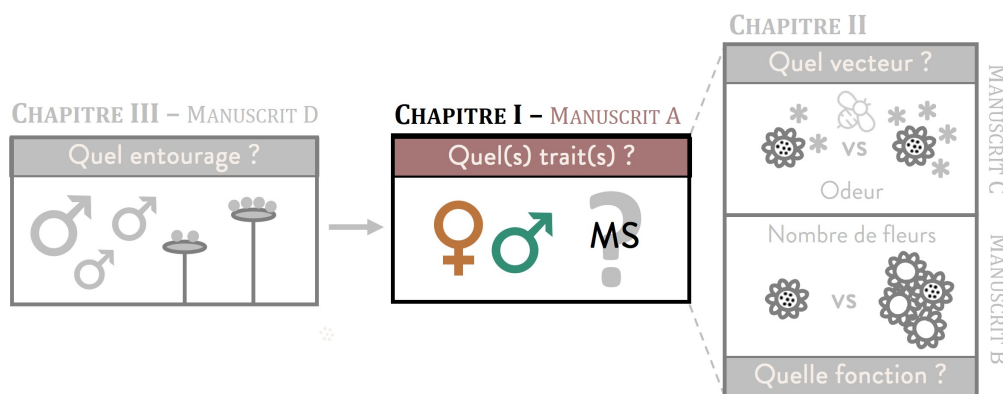 CHAPITRE III – MANUSCRIT D
Quel entourage ?
CHAPITRE I – MANUSCRIT A
Quel(s) trait(s) ?
MS
CHAPITRE II
Quel vecteur ?
vs
Odeur
MANUSCRIT C
Nombre de fleurs
vs
Quelle fonction ?
MANUSCRIT B